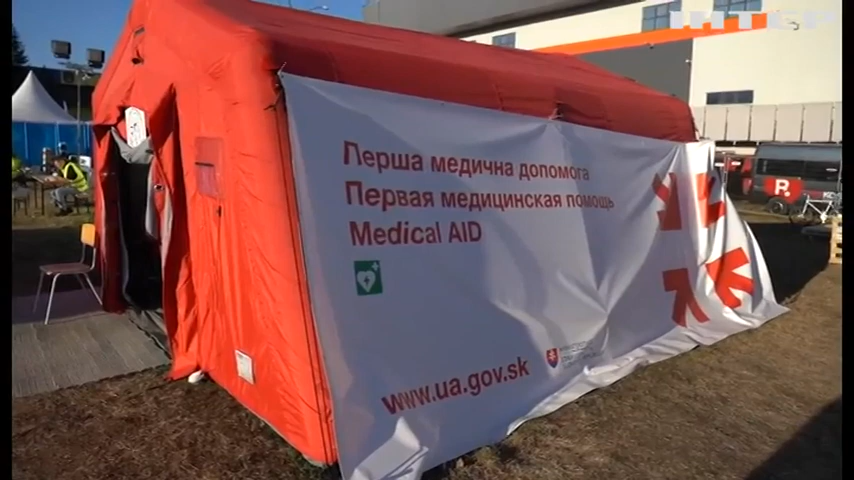 ІНТЕР
Перша медична допомога
Первая медицинская помощь
Medical AID
www.ua.gov.sk
P.